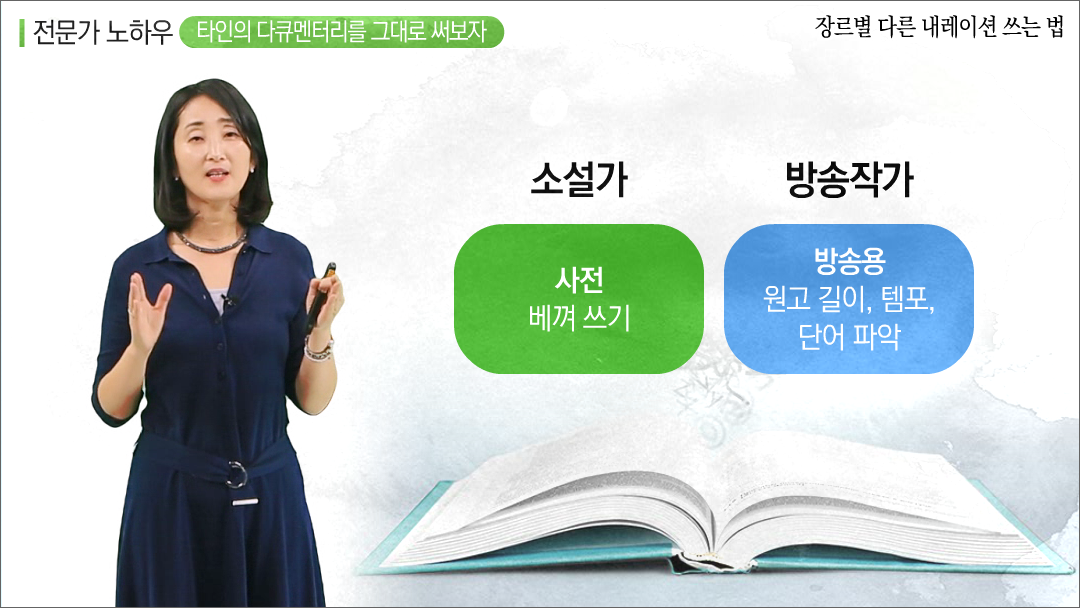 전문가 노하우 타인의 다큐멘터리를 그대로 써보자
장르별 다른 내레이션 쓰는 법
소설가
방송작가
사전
베껴 쓰기
방송용
원고 길이, 템포,
단어 파악